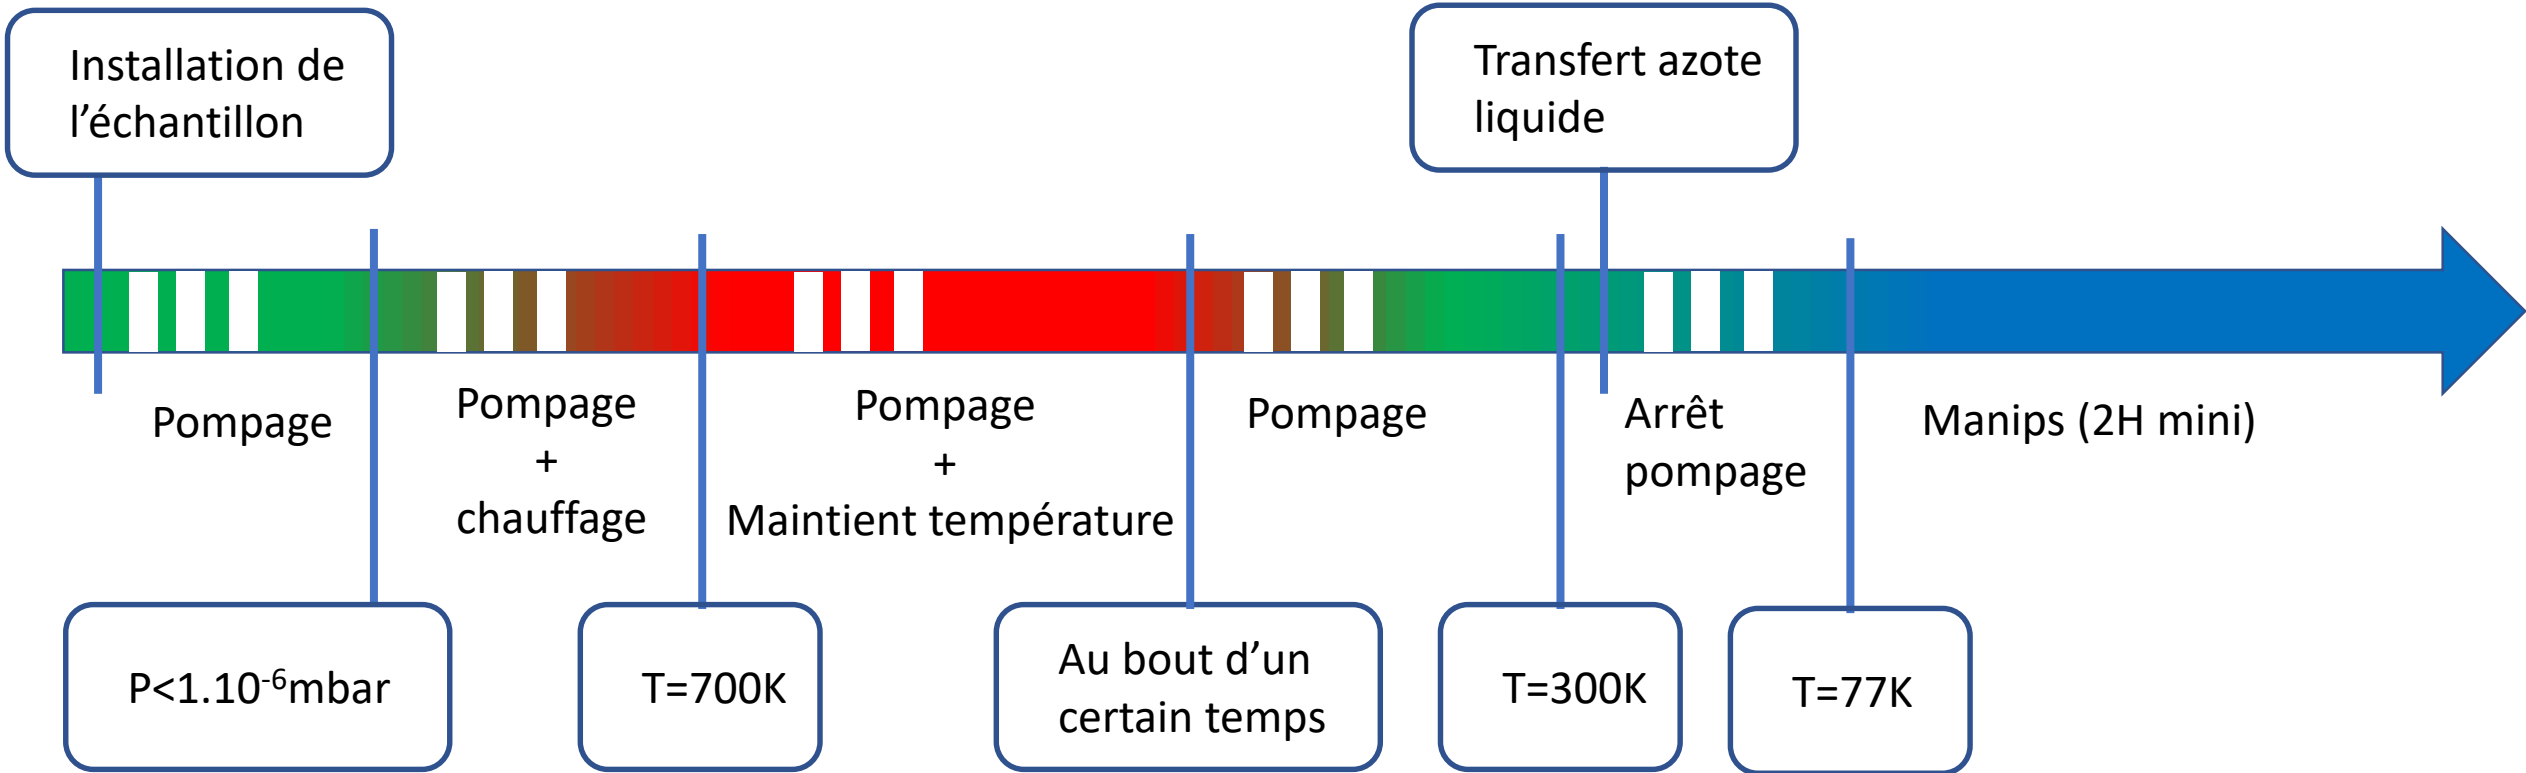 Installation de
l’échantillon
Transfert azote
liquide
Pompage
Pompage
+
chauffage
Pompage
+
Maintient température
Pompage
Arrêt
pompage
Manips (2H mini)
P<1.10⁻⁶mbar
T=700K
Au bout d’un
certain temps
T=300K
T=77K